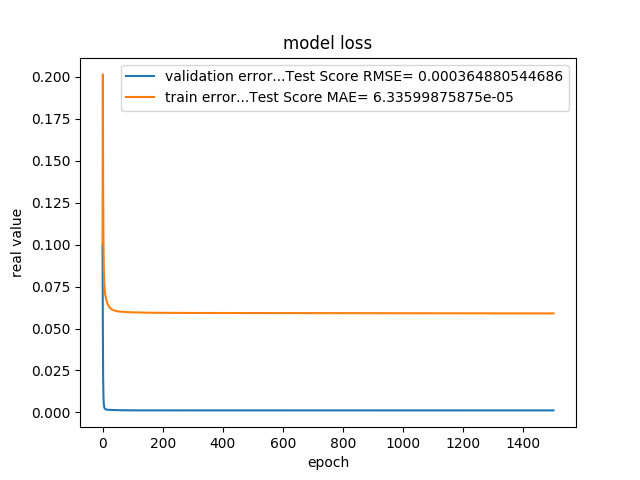 model loss
validation error...Test Score RMSE= 0.000364880544686
train error...Test Score MAE= 6.33599875875e-05
0.200
0.175
0.150
0.125
0.100
0.075
0.050
0.025
0.000
real value
0 200 400 600 800 1000 1200 1400
epoch